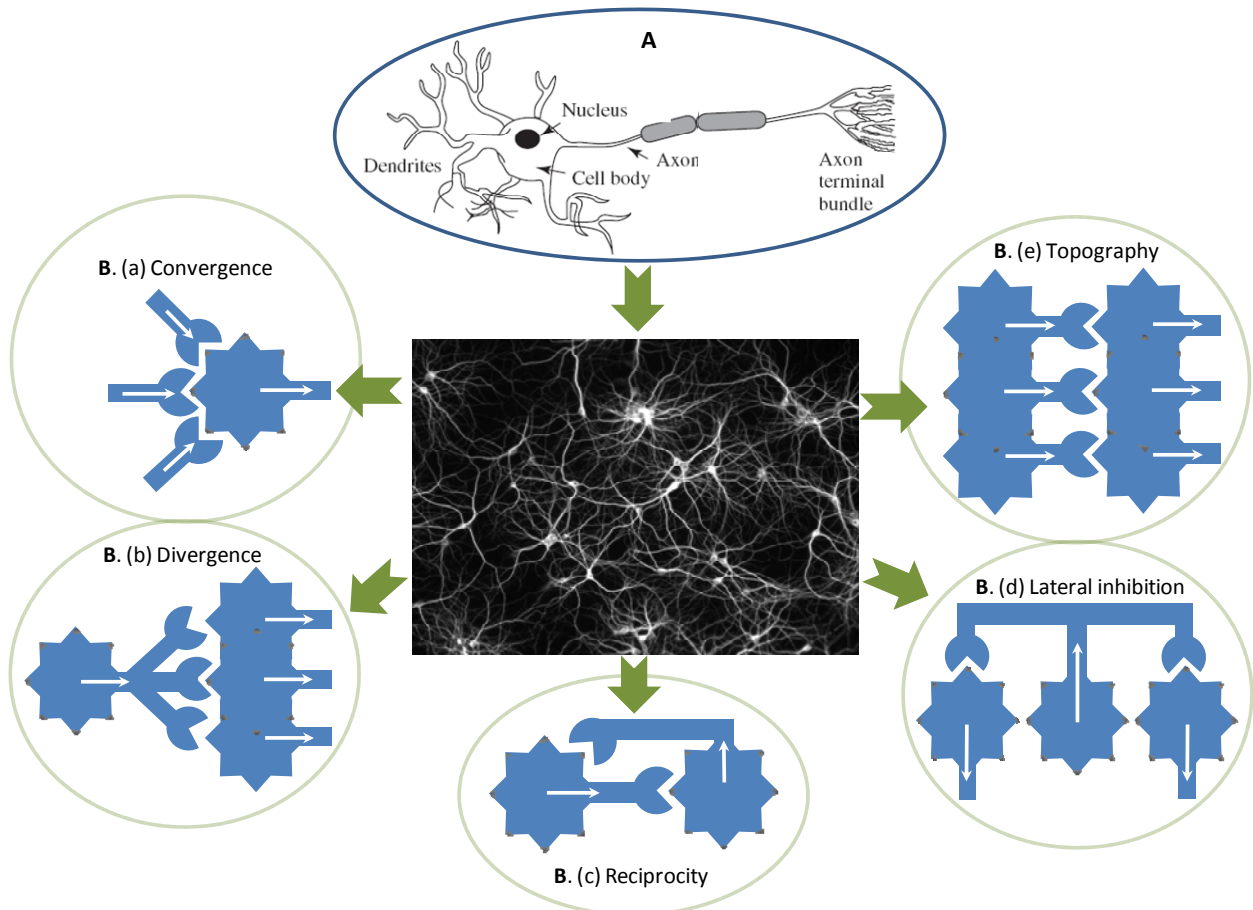 A
Nucleus
Dendrites
Axon
Cell body
Axon
terminal
bundle
B. (a) Convergence
B. (e) Topography
B. (b) Divergence
B. (d) Lateral inhibition
B. (c) Reciprocity